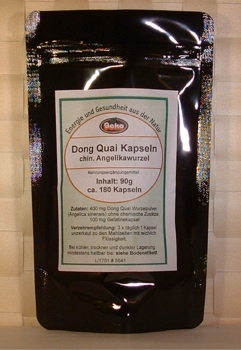 Energie und Gesundheit aus der Natur
Geko
Dong Quai Kapseln
chin. Angelikawurzel
Nahrungsergänzungsmittel
Inhalt: 90g
ca. 180 Kapseln
Zutaten: 400 mg Dong Quai Wurzelpulver
(Angelica sinensis) ohne chemische Zusätze
100 mg Gelatinekapsel
Verzehrempfehlung: 3 x täglich 1 Kapsel
unzerkaut zu den Mahlzeiten mit reichlich
Flüssigkeit.
Bei kühler, trockner und dunkler Lagerung
mindestens haltbar bis: siehe Bodenetikett